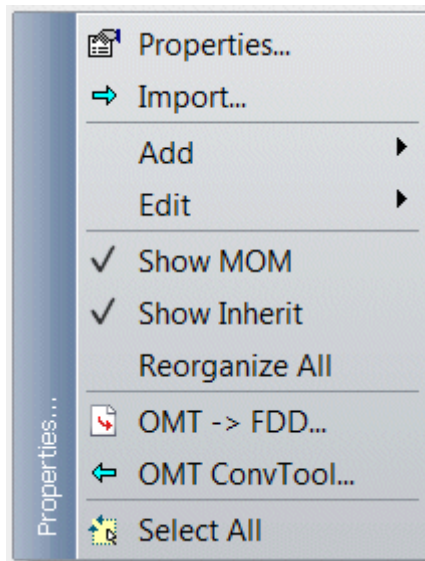 Properties...
Import...
Add
Edit
Show MOM
Show Inherit
Reorganize All
OMT -> FDD...
OMT ConvTool...
Select All
Properties...